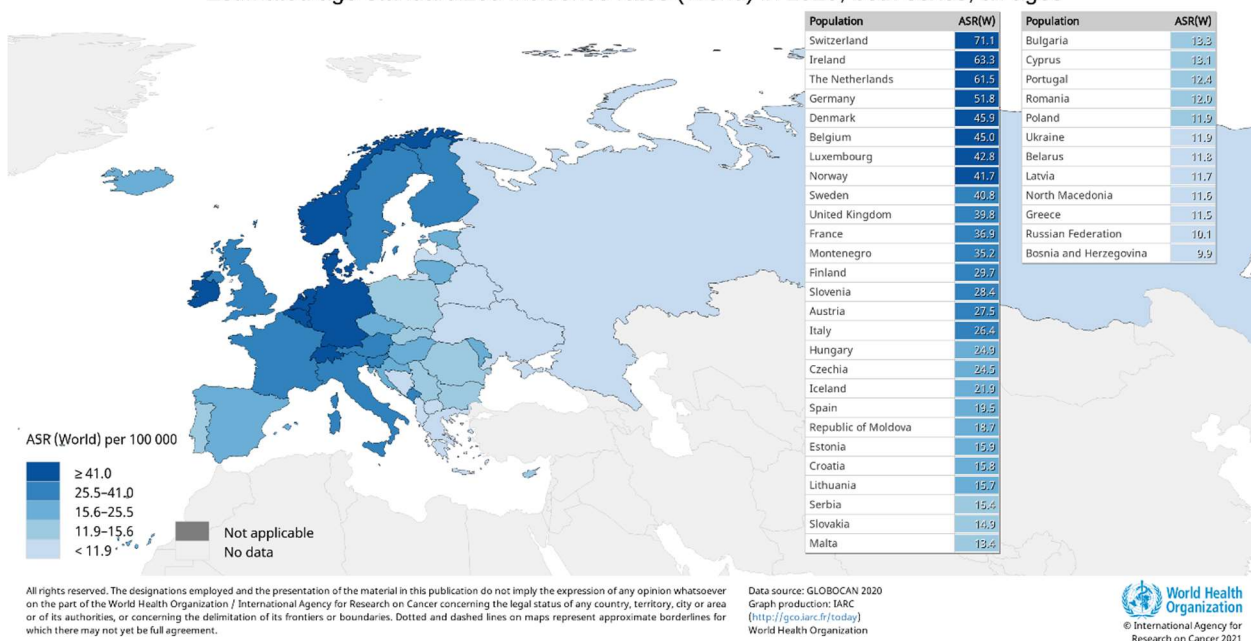 Population ASR(W)
Switzerland 71.1
Ireland 63.3
The Netherlands 61.5
Germany 51.8
Denmark 45.9
Belgium 45.0
Luxembourg 42.8
Norway 41.7
Sweden 40.8
United Kingdom 39.8
France 36.9
Montenegro 35.2
Finland 29.7
Slovenia 28.4
Austria 27.5
Italy 26.4
Hungary 24.9
Czechia 24.5
Iceland 21.9
Spain 19.5
Republic of Moldova 18.7
Estonia 15.9
Croatia 15.8
Lithuania 15.7
Serbia 15.4
Slovakia 14.9
Malta 13.4
Population ASR(W)
Bulgaria 13.3
Cyprus 13.1
Portugal 12.4
Romania 12.0
Poland 11.9
Ukraine 11.9
Belarus 11.8
Latvia 11.7
North Macedonia 11.6
Greece 11.5
Russian Federation 10.1
Bosnia and Herzegovina 9.9
ASR (World) per 100 000
≥ 41.0
25.5–41.0
15.6–25.5
11.9–15.6
< 11.9
Not applicable
No data
All rights reserved. The designations employed and the presentation of the material in this publication do not imply the expression of any opinion whatsoever
on the part of the World Health Organization / International Agency for Research on Cancer concerning the legal status of any country, territory, city or area
or of its authorities, or concerning the delimitation of its frontiers or boundaries. Dotted and dashed lines on maps represent approximate borderlines for
which there may not yet be full agreement.
Data source: GLOBOCAN 2020
Graph production: IARC
(http://gco.iarc.fr/today)
World Health Organization
World Health
Organization
© International Agency for
Research on Cancer 2021